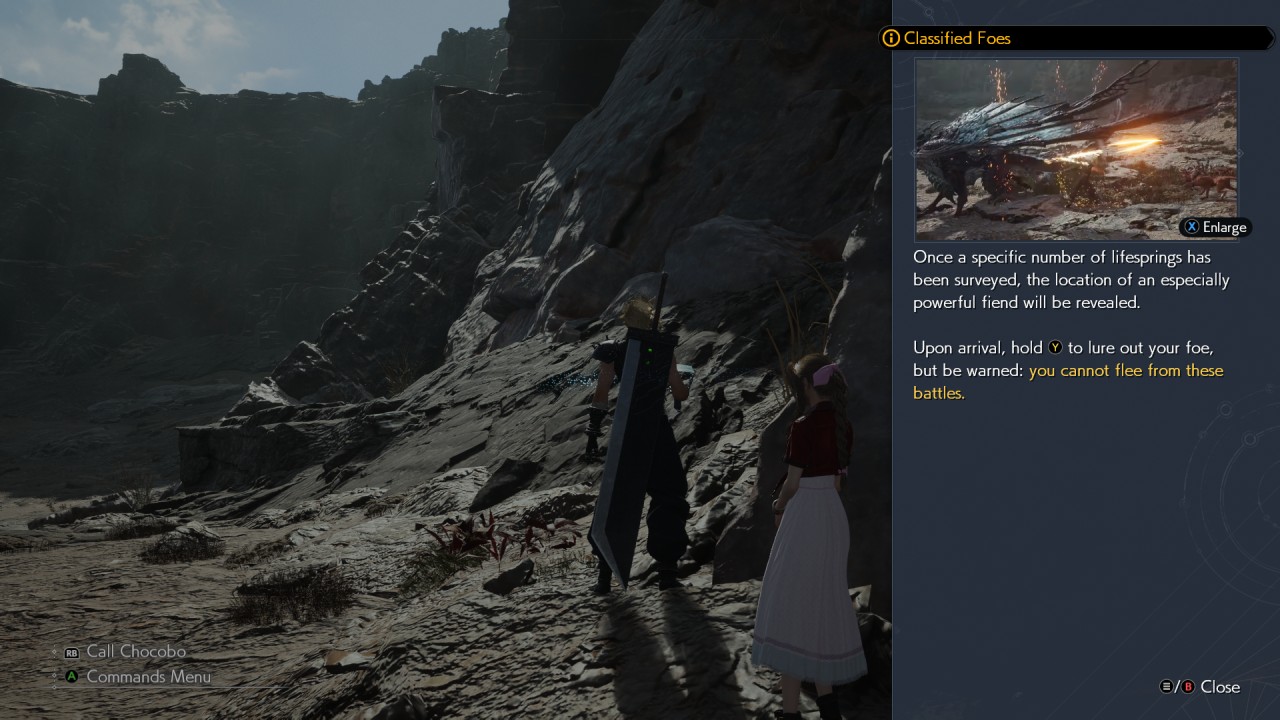 Classified Foes
X Enlarge
Once a specific number of lifesprings has
been surveyed, the location of an especially
powerful fiend will be revealed.
Upon arrival, hold Y to lure out your foe,
but be warned: you cannot flee from these
battles.
RB Call Chocobo
A Commands Menu
/B Close